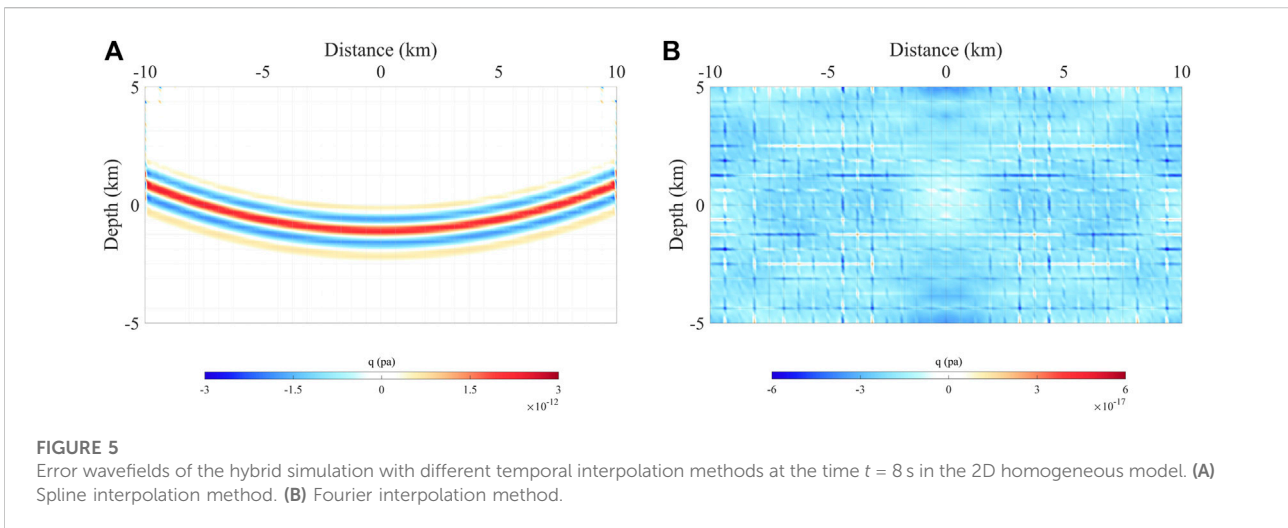 A
Distance (km)
-10 -5 0 5 10
5
0
-5
Depth (km)
q (pa)
-3 -1.5 0 1.5 3
×10-12
B
Distance (km)
-10 -5 0 5 10
5
0
-5
Depth (km)
q (pa)
-6 -3 0 3 6
×10-17
FIGURE 5
Error wavefields of the hybrid simulation with different temporal interpolation methods at the time t = 8 s in the 2D homogeneous model. (A)
Spline interpolation method. (B) Fourier interpolation method.